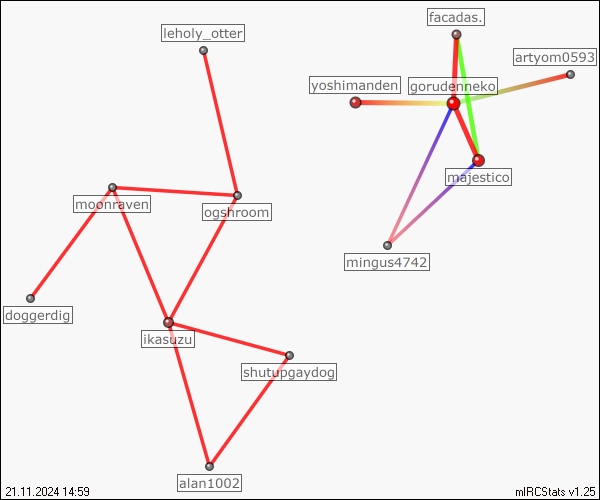 facadas.
leholy_otter
artyom0593
yoshimanden
gorudenneko
majestico
moonraven
ogshroom
mingus4742
doggerdig
ikasuzu
shutupgaydog
alan1002
21.11.2024 14:59
mIRCStats v1.25